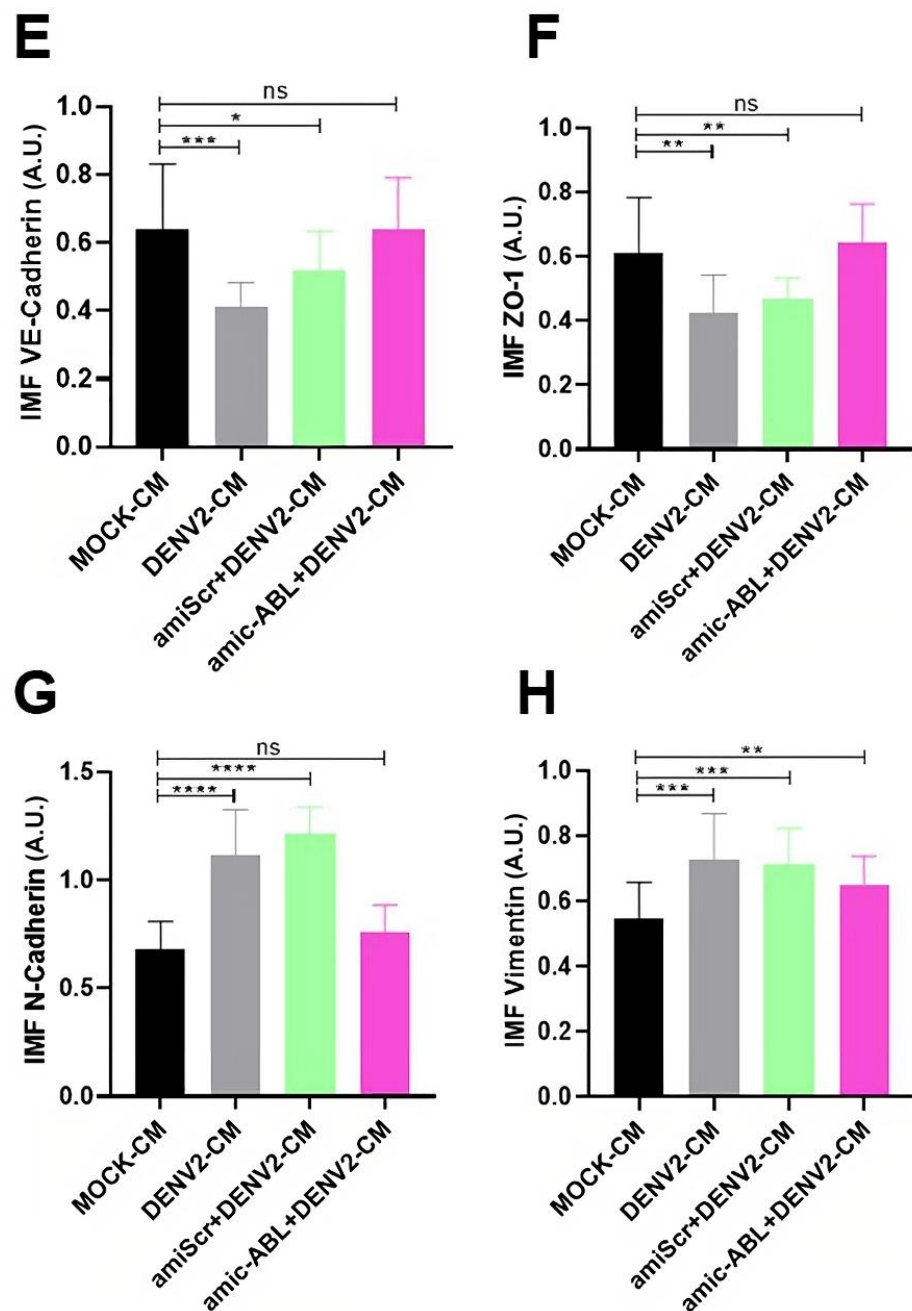 E
ns
*
***
IMF VE-Cadherin (A.U.)
1.0
0.8
0.6
0.4
0.2
0.0
MOCK-CM
DENV2-CM
amiScr+DENV2-CM
amic-ABL+DENV2-CM
F
ns
**
**
IMF ZO-1 (A.U.)
1.0
0.8
0.6
0.4
0.2
0.0
MOCK-CM
DENV2-CM
amiScr+DENV2-CM
amic-ABL+DENV2-CM
G
ns
****
****
IMF N-Cadherin (A.U.)
1.5
1.0
0.5
0.0
MOCK-CM
DENV2-CM
amiScr+DENV2-CM
amic-ABL+DENV2-CM
H
**
***
***
IMF Vimentin (A.U.)
1.0
0.8
0.6
0.4
0.2
0.0
MOCK-CM
DENV2-CM
amiScr+DENV2-CM
amic-ABL+DENV2-CM